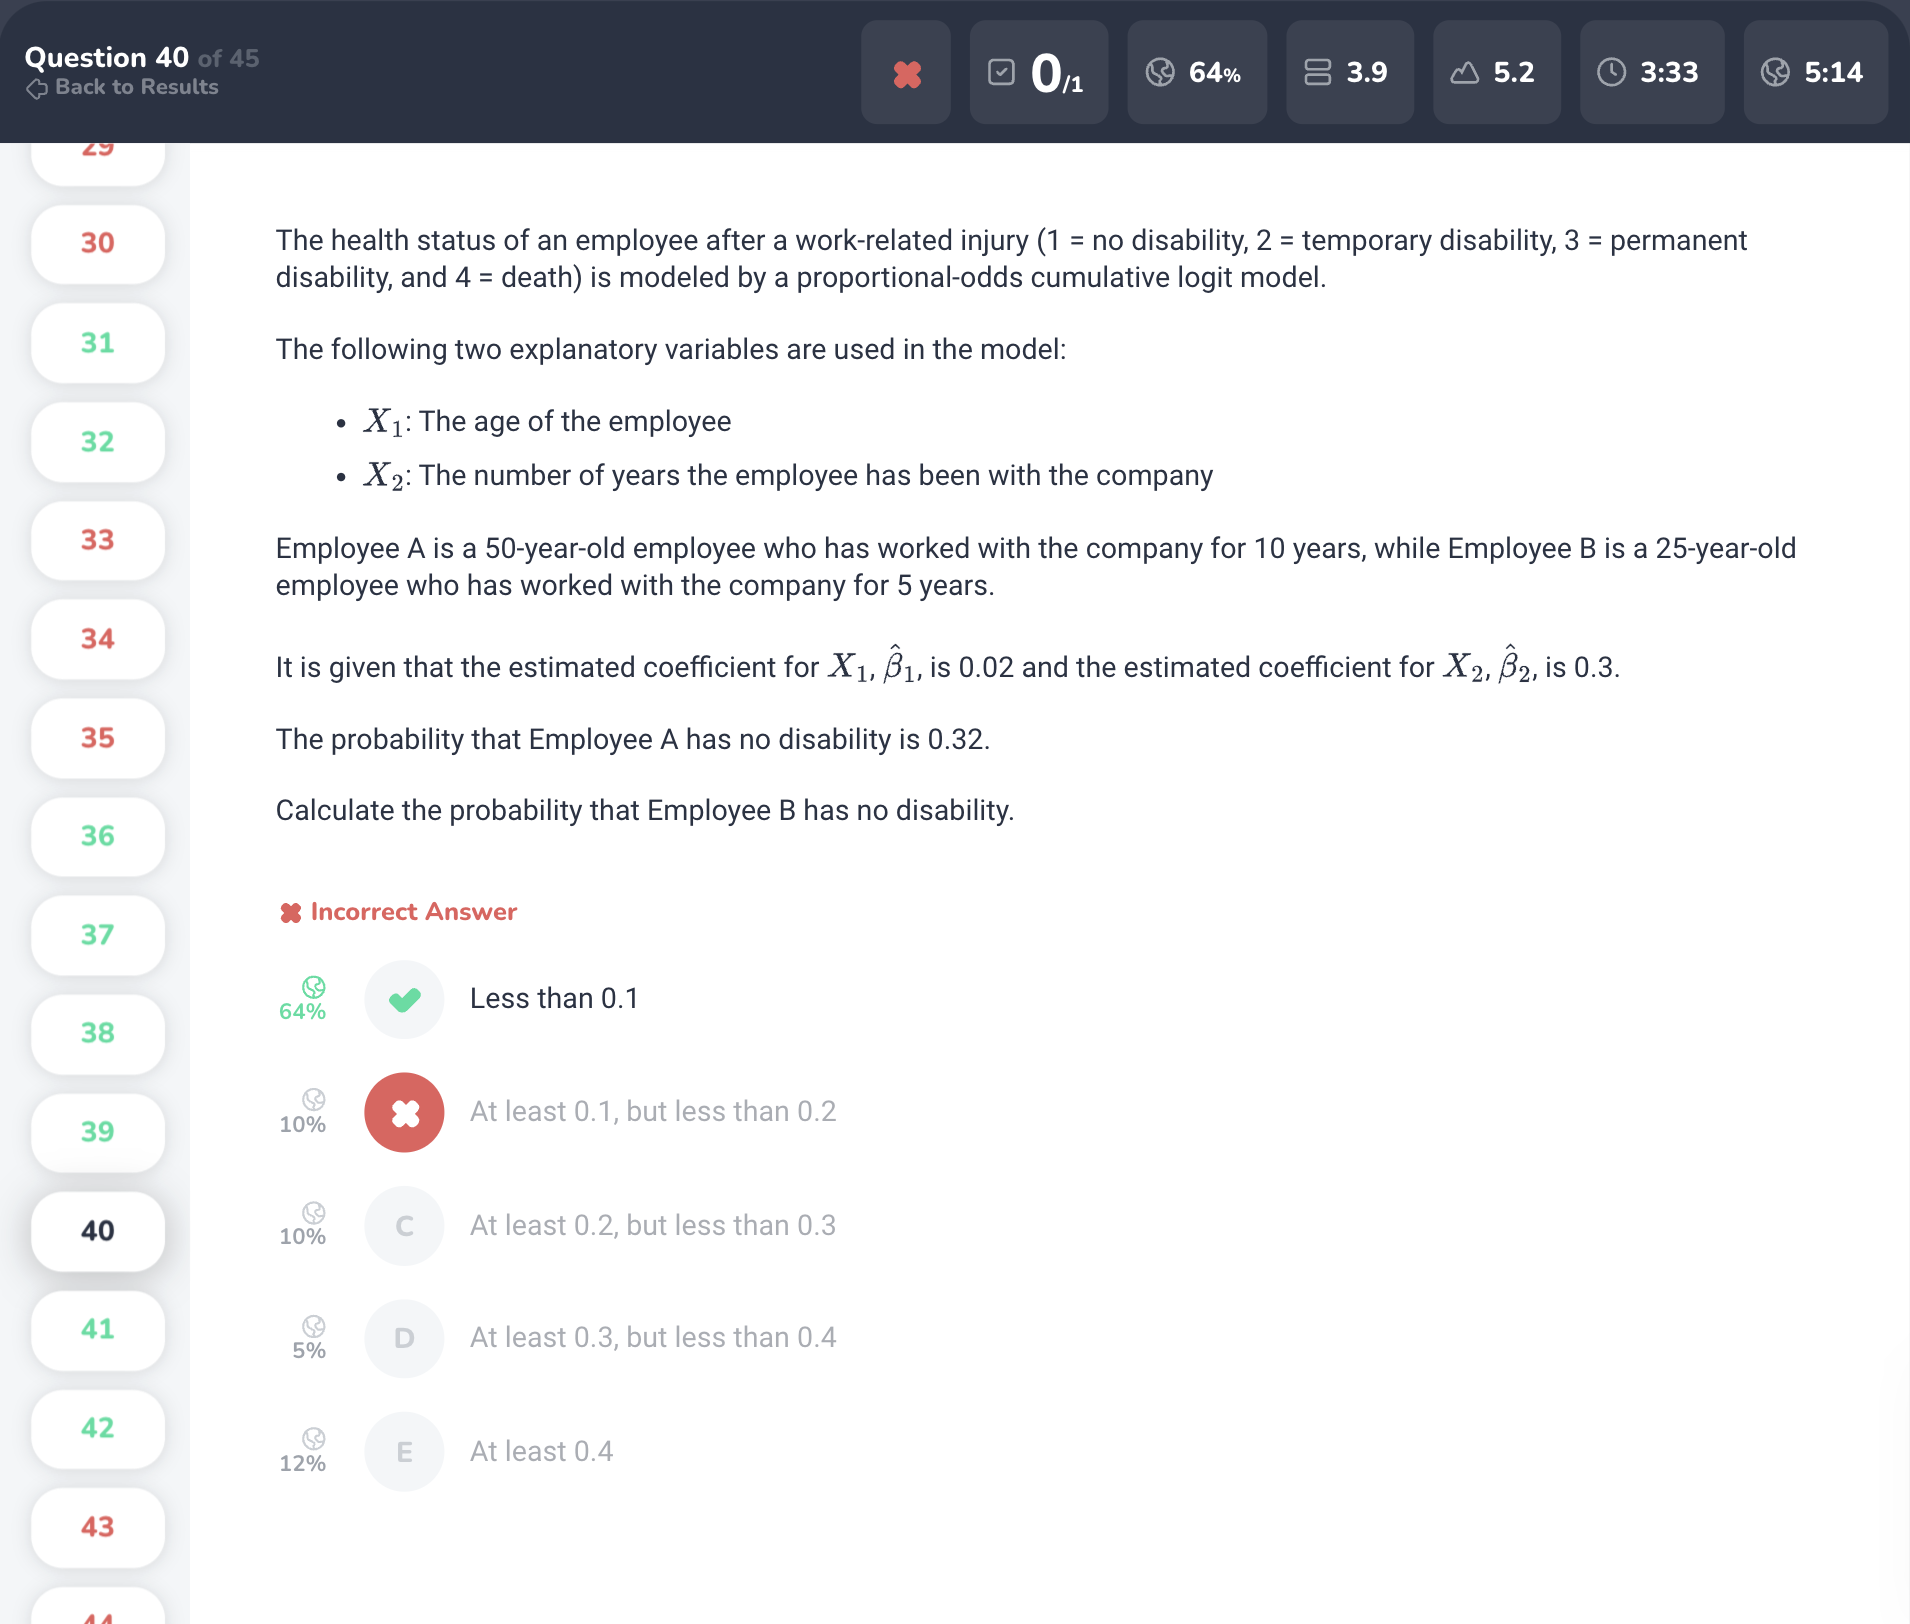 Question 40 of 45
Back to Results
0/1
64%
3.9
5.2
3:33
5:14
29
30
31
32
33
34
35
36
37
38
39
40
41
42
43
44
The health status of an employee after a work-related injury (1 = no disability, 2 = temporary disability, 3 = permanent
disability, and 4 = death) is modeled by a proportional-odds cumulative logit model.
The following two explanatory variables are used in the model:
• X₁: The age of the employee
• X₂: The number of years the employee has been with the company
Employee A is a 50-year-old employee who has worked with the company for 10 years, while Employee B is a 25-year-old
employee who has worked with the company for 5 years.
It is given that the estimated coefficient for X₁, β̂₁, is 0.02 and the estimated coefficient for X₂, β̂₂, is 0.3.
The probability that Employee A has no disability is 0.32.
Calculate the probability that Employee B has no disability.
Incorrect Answer
64% Less than 0.1
10% At least 0.1, but less than 0.2
10% C At least 0.2, but less than 0.3
5% D At least 0.3, but less than 0.4
12% E At least 0.4